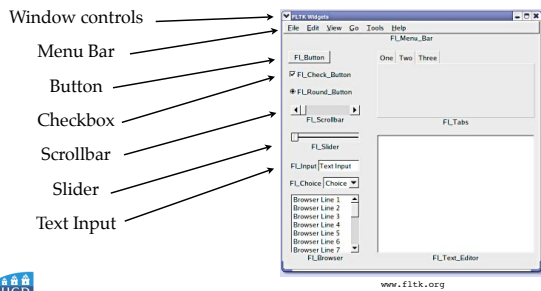 Window controls
Menu Bar
Button
Checkbox
Scrollbar
Slider
Text Input
FLTK Widgets
File Edit View Go Tools Help
Fl_Menu_Bar
Fl_Button
One Two Three
Fl_Check_Button
Fl_Round_Button
Fl_Scrollbar
Fl_Tabs
Fl_Slider
Fl_Input Text Input
Fl_Choice Choice
Browser Line 1
Browser Line 2
Browser Line 3
Browser Line 4
Browser Line 5
Browser Line 6
Browser Line 7
Fl_Browser
Fl_Text_Editor
www.fltk.org